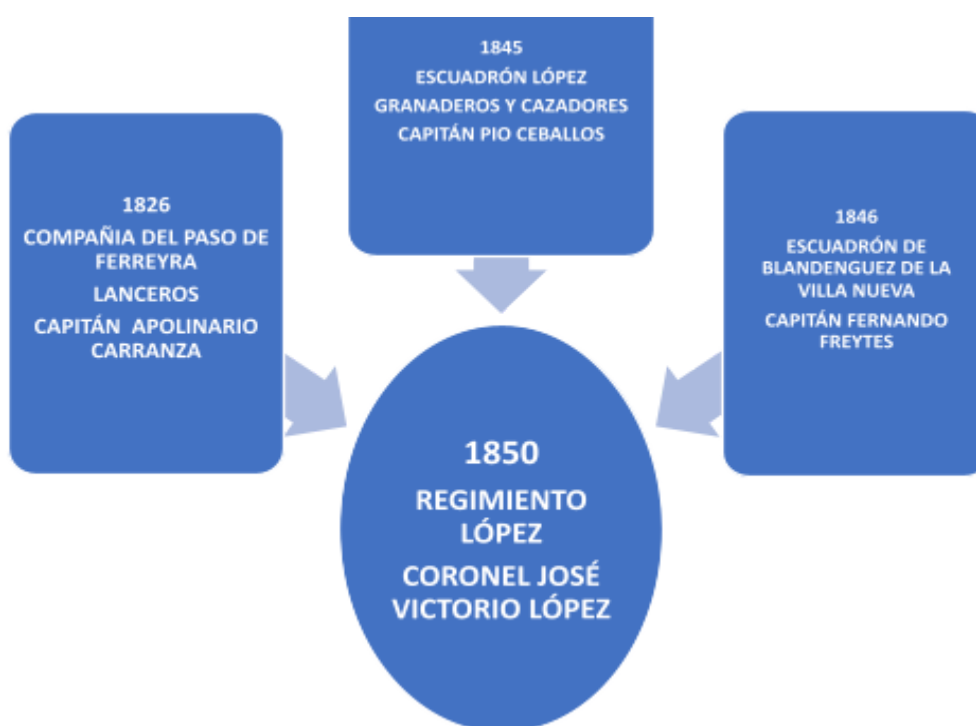 1845
ESCUADRÓN LÓPEZ
GRANADEROS Y CAZADORES
CAPITÁN PIO CEBALLOS
1826
COMPAÑIA DEL PASO DE
FERREYRA
LANCEROS
CAPITÁN APOLINARIO
CARRANZA
1846
ESCUADRÓN DE
BLANDENGUEZ DE LA
VILLA NUEVA
CAPITÁN FERNANDO
FREYTES
1850
REGIMIENTO
LÓPEZ
CORONEL JOSÉ
VICTORIO LÓPEZ